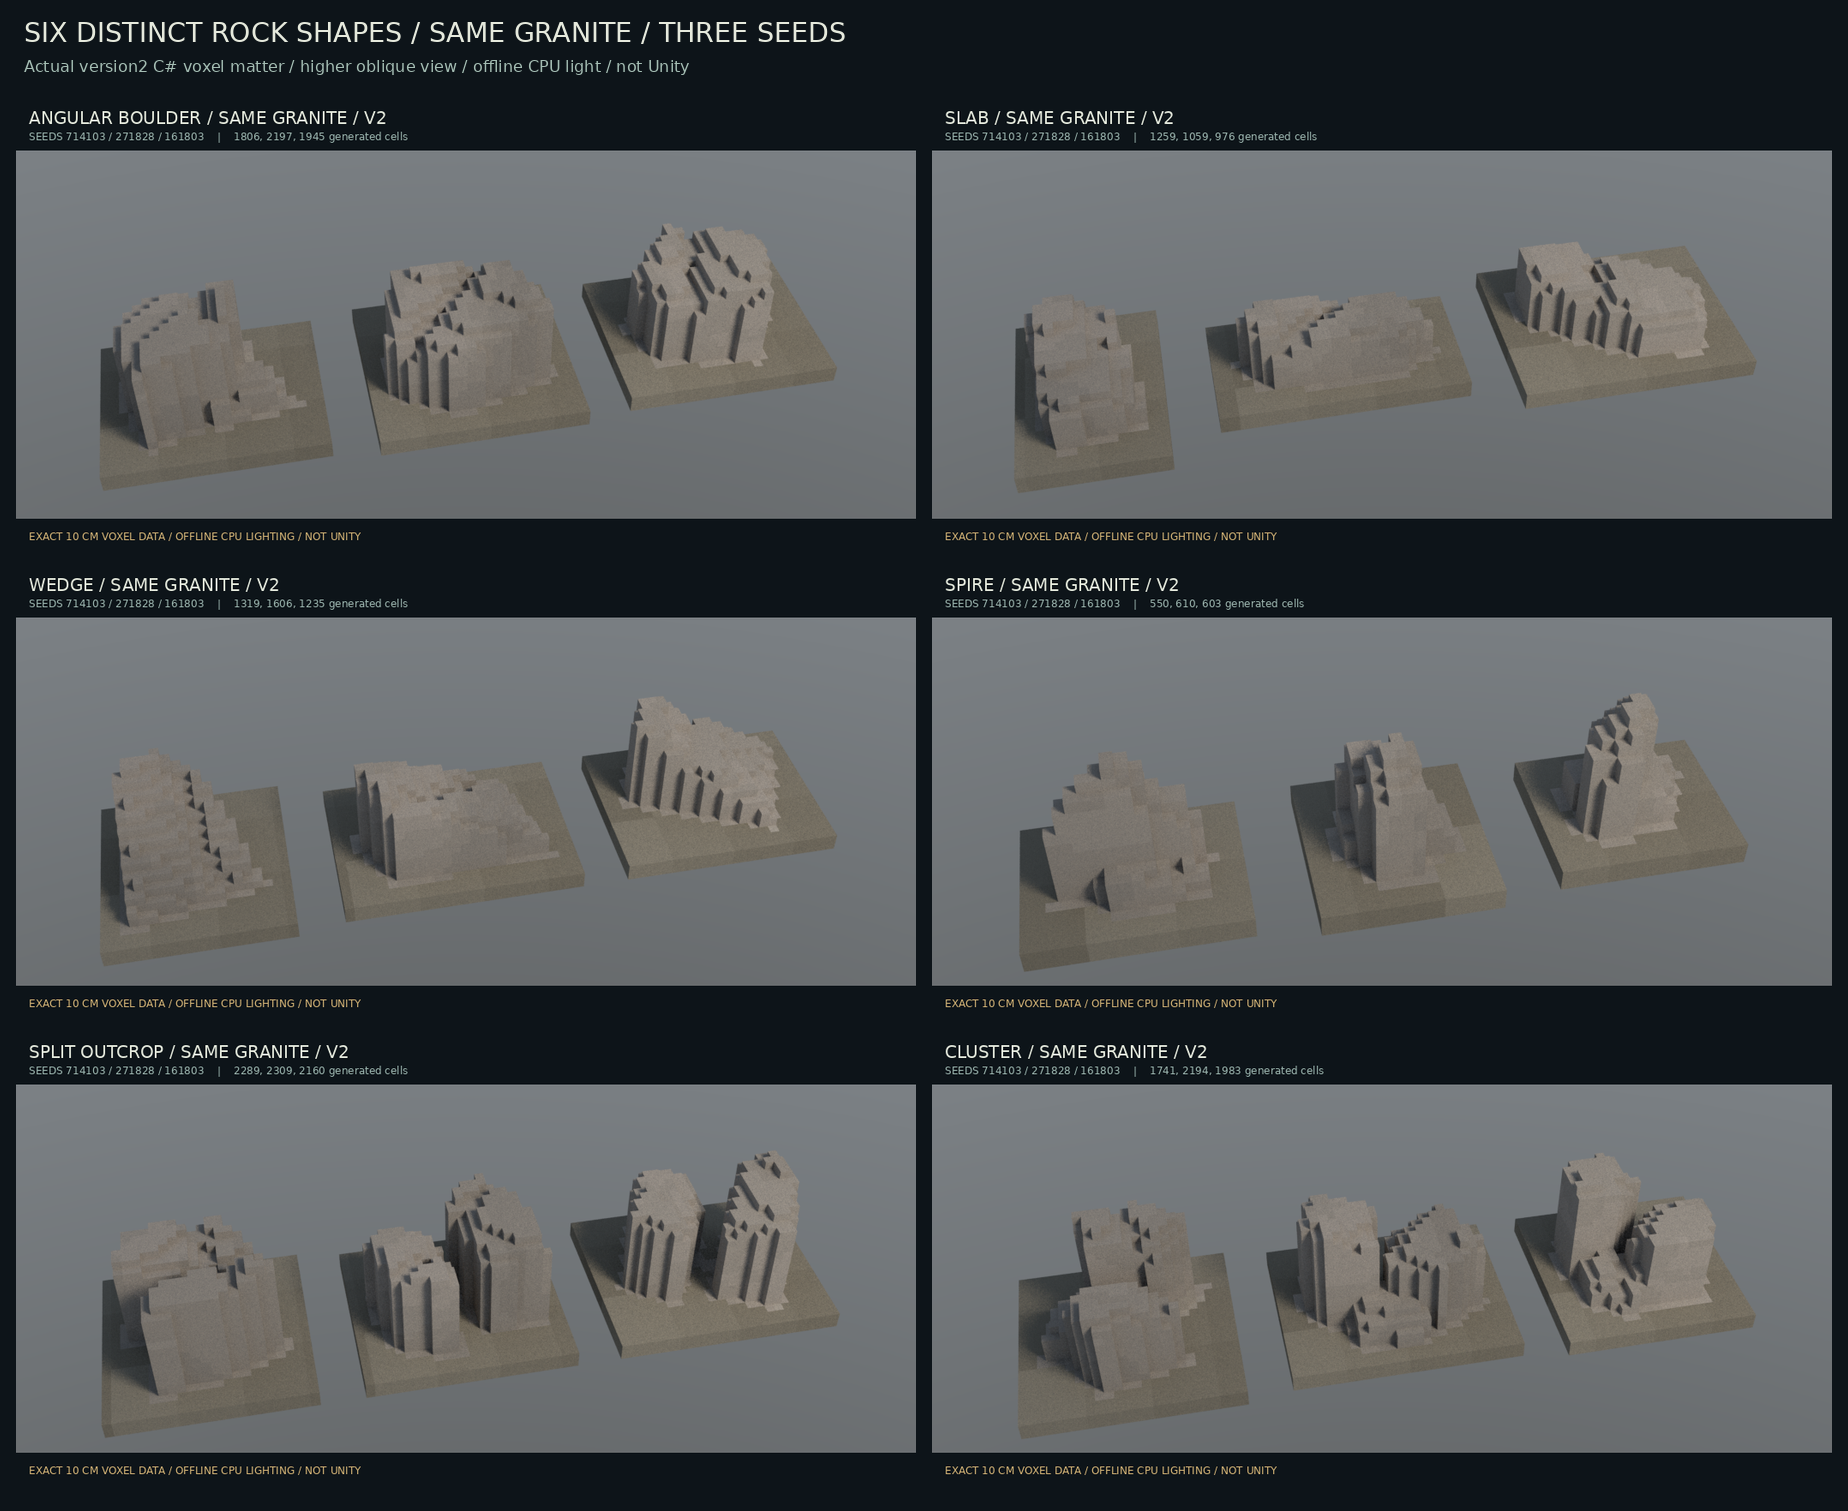 SIX DISTINCT ROCK SHAPES / SAME GRANITE / THREE SEEDS
Actual version2 C# voxel matter / higher oblique view / offline CPU light / not Unity
ANGULAR BOULDER / SAME GRANITE / V2
SEEDS 714103 / 271828 / 161803 | 1806, 2197, 1945 generated cells
EXACT 10 CM VOXEL DATA / OFFLINE CPU LIGHTING / NOT UNITY
SLAB / SAME GRANITE / V2
SEEDS 714103 / 271828 / 161803 | 1259, 1059, 976 generated cells
EXACT 10 CM VOXEL DATA / OFFLINE CPU LIGHTING / NOT UNITY
WEDGE / SAME GRANITE / V2
SEEDS 714103 / 271828 / 161803 | 1319, 1606, 1235 generated cells
EXACT 10 CM VOXEL DATA / OFFLINE CPU LIGHTING / NOT UNITY
SPIRE / SAME GRANITE / V2
SEEDS 714103 / 271828 / 161803 | 550, 610, 603 generated cells
EXACT 10 CM VOXEL DATA / OFFLINE CPU LIGHTING / NOT UNITY
SPLIT OUTCROP / SAME GRANITE / V2
SEEDS 714103 / 271828 / 161803 | 2289, 2309, 2160 generated cells
EXACT 10 CM VOXEL DATA / OFFLINE CPU LIGHTING / NOT UNITY
CLUSTER / SAME GRANITE / V2
SEEDS 714103 / 271828 / 161803 | 1741, 2194, 1983 generated cells
EXACT 10 CM VOXEL DATA / OFFLINE CPU LIGHTING / NOT UNITY